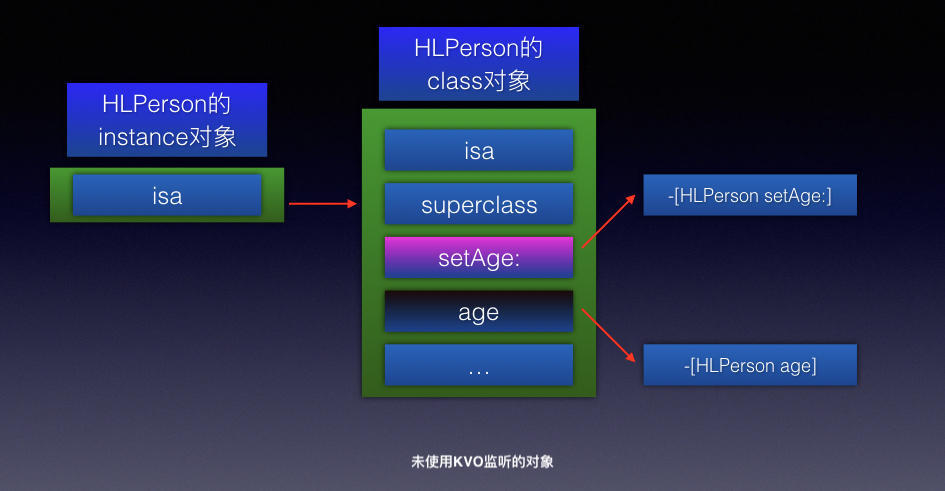 HLPerson的
instance对象
isa
HLPerson的
class对象
isa
superclass
setAge:
age
...
-[HLPerson setAge:]
-[HLPerson age]
未使用KVO监听的对象